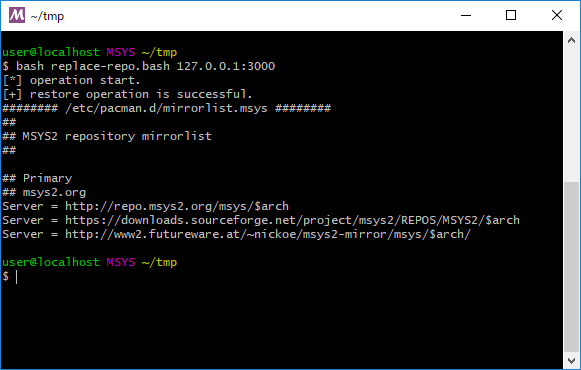 ~/tmp
user@localhost MSYS ~/tmp
$ bash replace-repo.bash 127.0.0.1:3000
[*] operation start.
[+] restore operation is successful.
######## /etc/pacman.d/mirrorlist.msys ########
##
## MSYS2 repository mirrorlist
##
## Primary
## msys2.org
Server = http://repo.msys2.org/msys/$arch
Server = https://downloads.sourceforge.net/project/msys2/REPOS/MSYS2/$arch
Server = http://www2.futureware.at/~nickoe/msys2-mirror/msys/$arch/
user@localhost MSYS ~/tmp
$